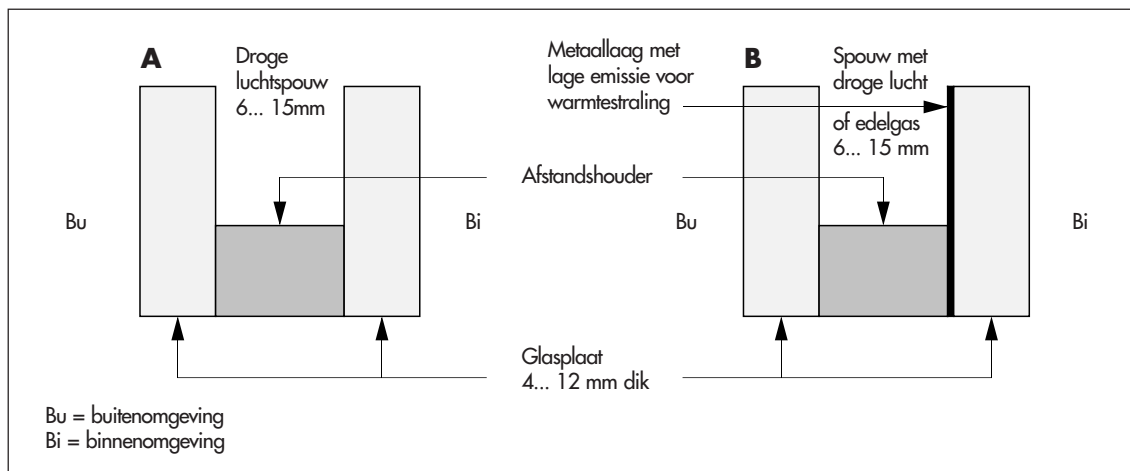 A
Droge
luchtspouw
6... 15mm
Metaallaag met
lage emissie voor
warmtestraling
B
Spouw met
droge lucht
of edelgas
6... 15 mm
Afstandshouder
Bu
Bi
Bu
Bi
Glasplaat
4... 12 mm dik
Bu = buitenomgeving
Bi = binnenomgeving